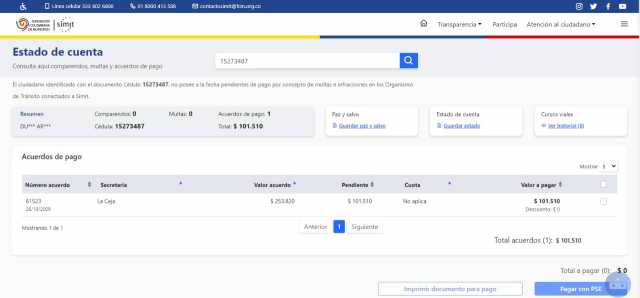 Línea celular 332 602 6800
01 8000 413 588
contactosimit@fcm.org.co
FEDERACIÓN COLOMBIANA DE MUNICIPIOS
simit
Transparencia
Participa
Atención al ciudadano
Estado de cuenta
Consulta aquí comparendos, multas y acuerdos de pago
15273487
El ciudadano identificado con el documento Cédula 15273487, no posee a la fecha pendientes de pago por concepto de multas e infracciones en los Organismo
de Tránsito conectados a Simit.
Resumen
DU*** AR***
Comparendos: 0
Multas: 0
Acuerdos de pago: 1
Cédula: 15273487
Total: $ 101.510
Paz y salvo
Guardar paz y salvo
Estado de cuenta
Guardar estado
Cursos viales
Ver historial (0)
Acuerdos de pago
Mostrar 5
Número acuerdo
Secretaría
Valor acuerdo
Pendiente
Cuota
Valor a pagar
61523
28/10/2009
La Ceja
$ 253.820
$ 101.510
No aplica
$ 101.510
Descuento: $ 0
Mostrando 1 de 1
Anterior
1
Siguiente
Total acuerdos (1): $ 101.510
Total a pagar (0): $ 0
Imprimir documento para pago
Pagar con PSE